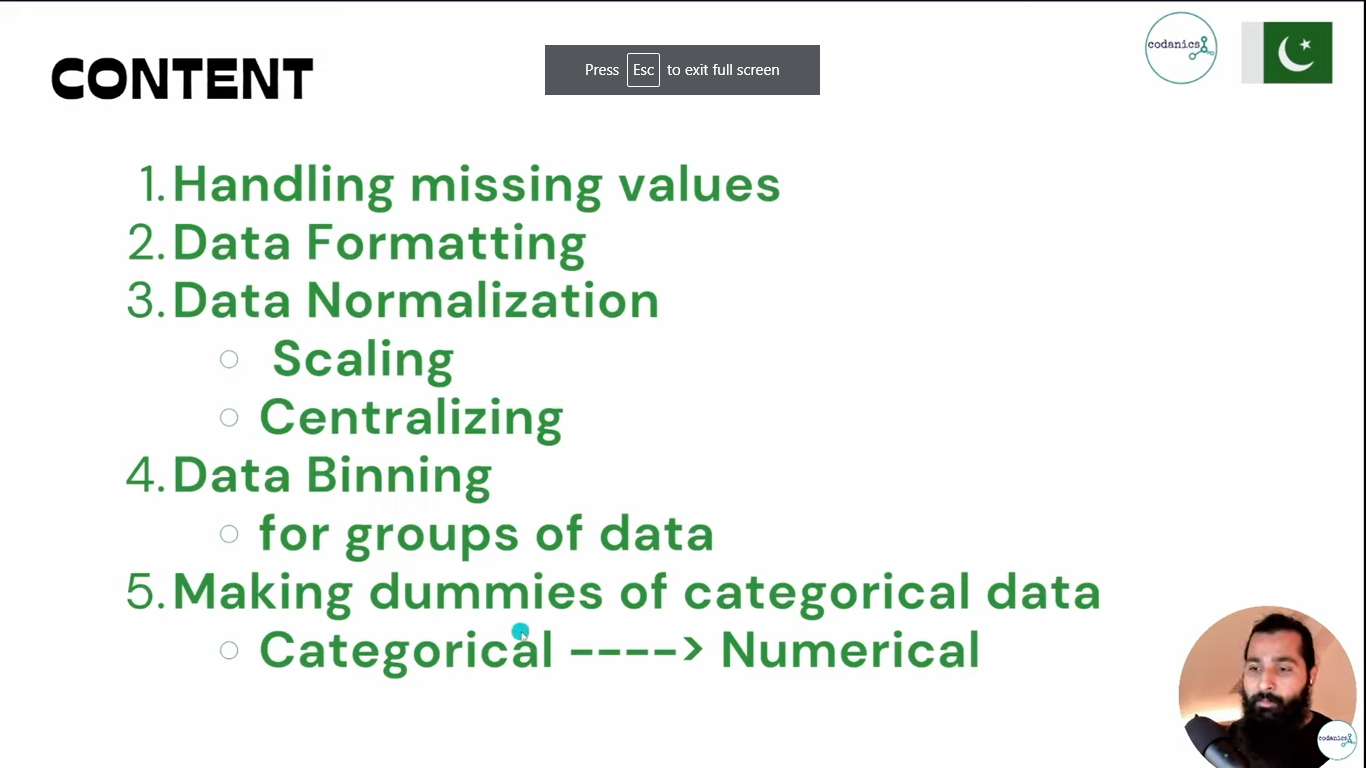 CONTENT
Press Esc to exit full screen
codanics
1. Handling missing values
2. Data Formatting
3. Data Normalization
○ Scaling
○ Centralizing
4. Data Binning
○ for groups of data
5. Making dummies of categorical data
○ Categorical ----> Numerical
codanics